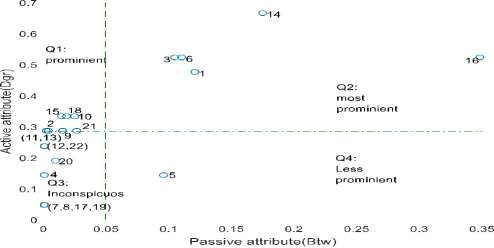 0.7
14
0.6
Q1:
prominient
3
6
16
0.5
1
Q2:
most
prominient
0.4
15
18
10
2
21
0.3
(11,13)
9
(12,22)
Q4:
Less
prominient
0.2
20
4
5
Q3:
Inconspicuos
0.1
(7,8,17,19)
0
0
0.05
0.1
0.15
0.2
0.25
0.3
0.35
Active attribute(Dgr)
Passive attribute(Btw)